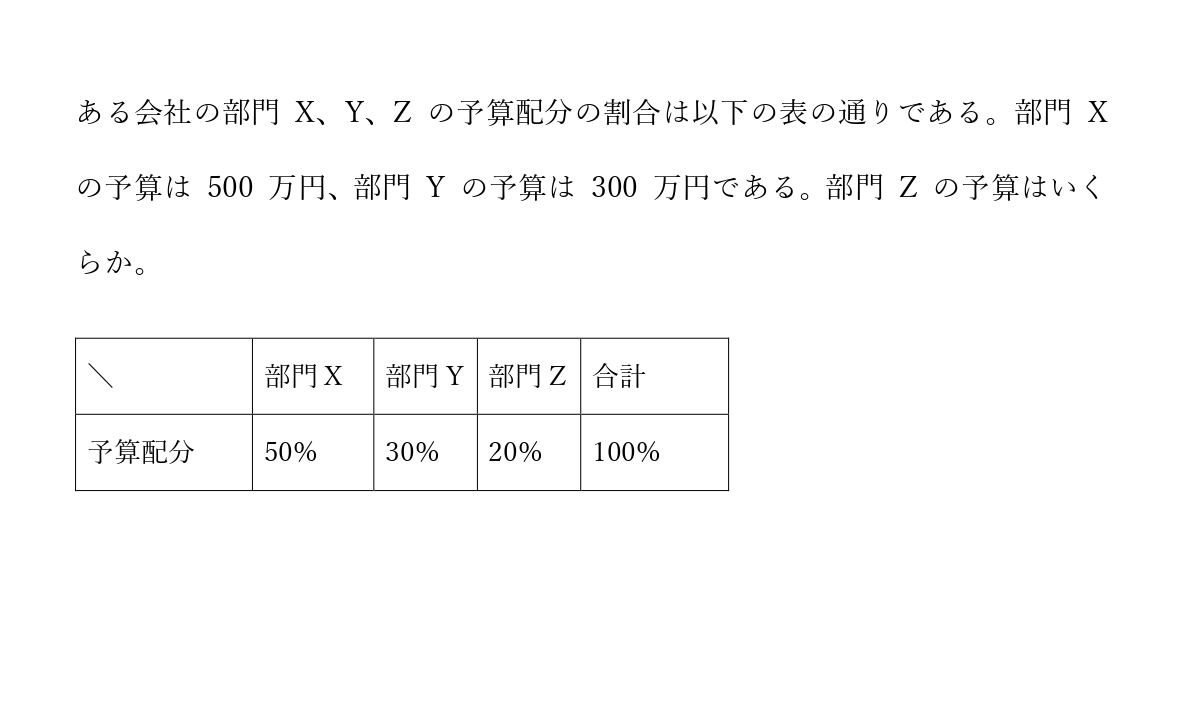 ある会社の部門 X、Y、Z の予算配分の割合は以下の表の通りである。部門 X
の予算は 500 万円、部門 Y の予算は 300 万円である。部門 Z の予算はいく
らか。
＼ 部門 X 部門 Y 部門 Z 合計
予算配分 50% 30% 20% 100%